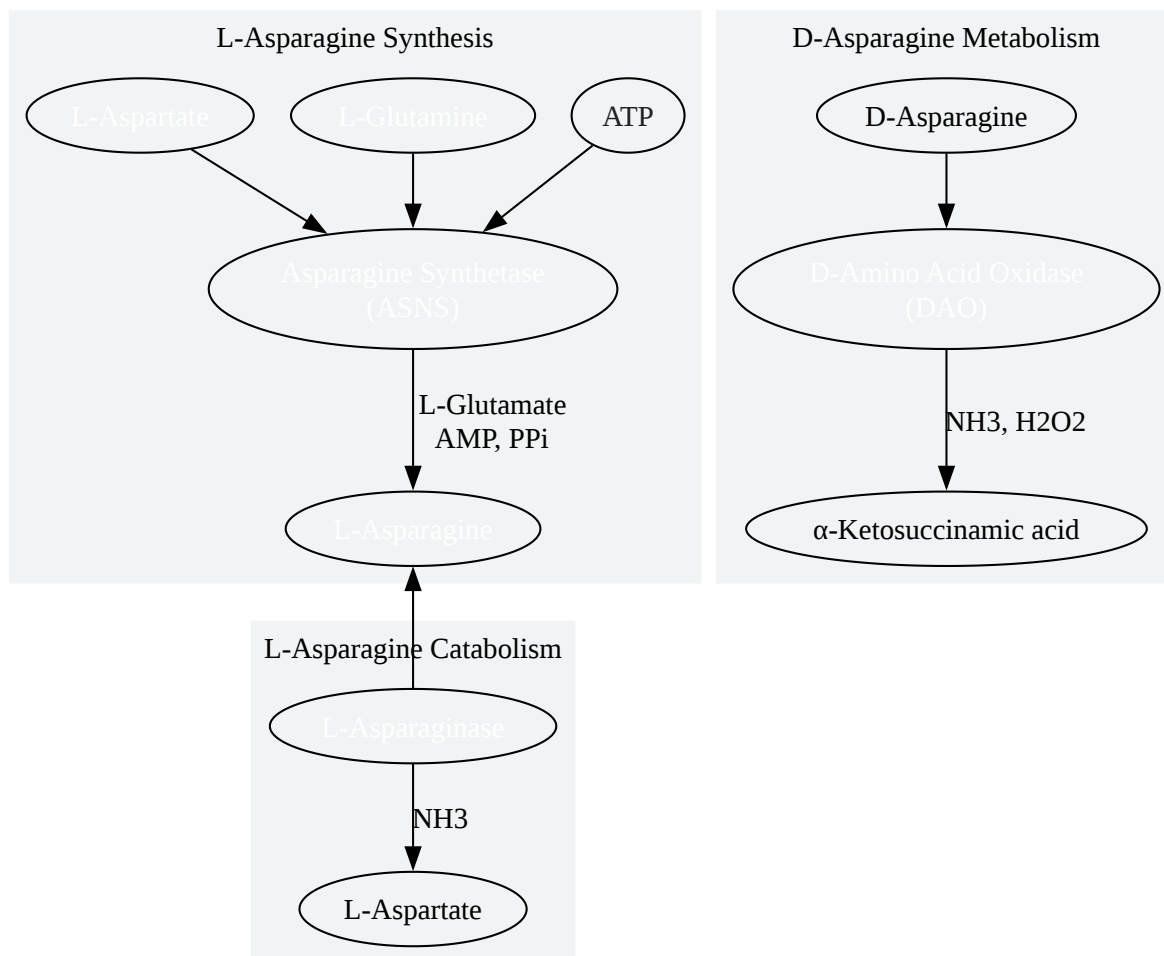 L-Asparagine Synthesis
L-Aspartate
L-Glutamine
ATP
Asparagine Synthetase
(ASNS)
L-Glutamate
AMP, PPi
L-Asparagine
D-Asparagine Metabolism
D-Asparagine
D-Amino Acid Oxidase
(DAO)
NH3, H2O2
α-Ketosuccinamic acid
L-Asparagine Catabolism
L-Asparaginase
NH3
L-Aspartate